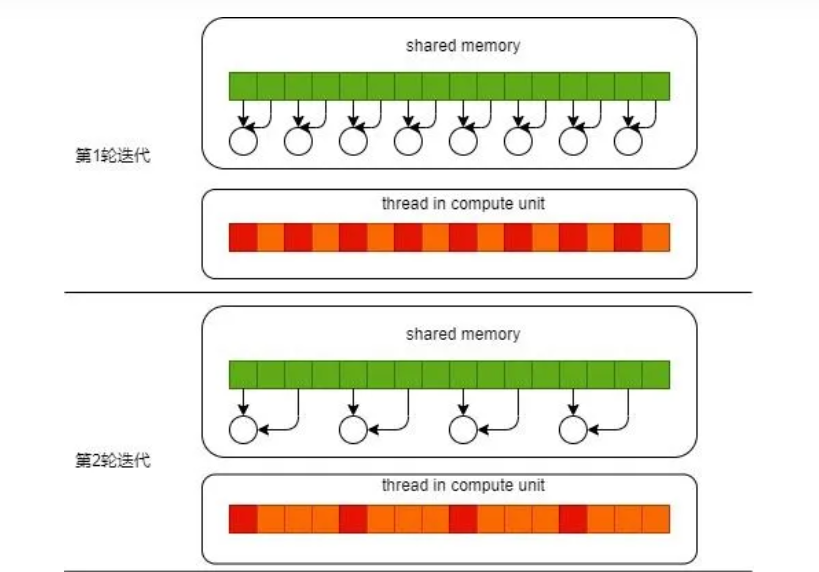 shared memory
第1轮迭代
thread in compute unit
shared memory
第2轮迭代
thread in compute unit